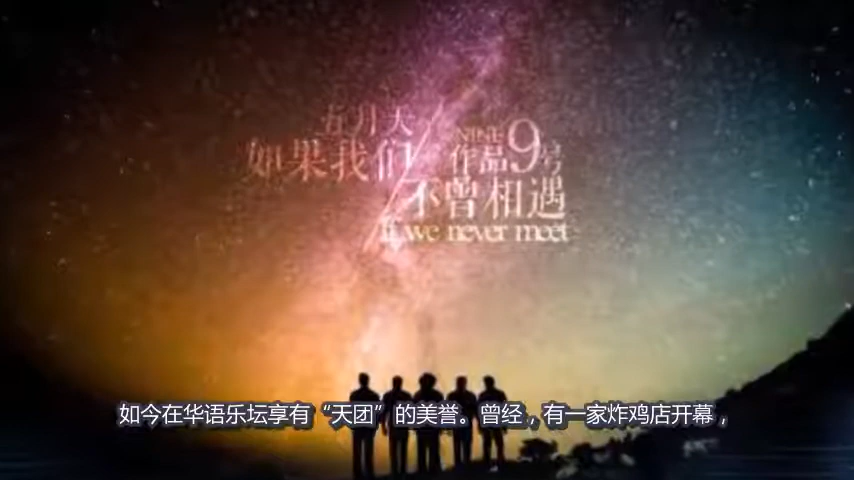 五月天
如果我们
NINE
作品9号
不曾相遇
If we never meet
如今在华语乐坛享有“天团”的美誉。曾经，有一家炸鸡店开幕，